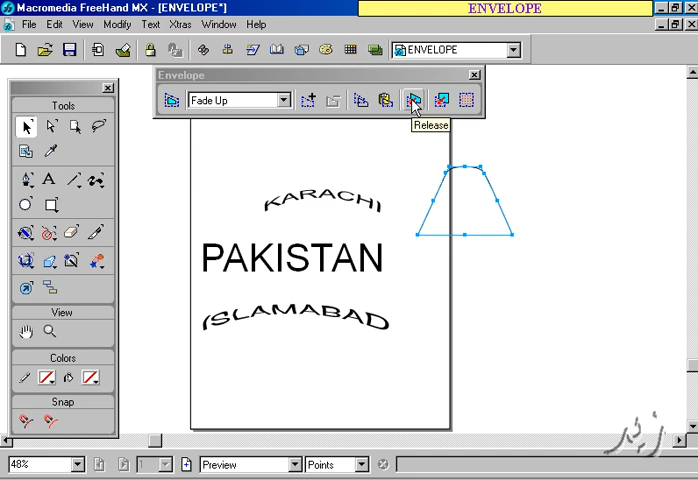 Macromedia FreeHand MX - [ENVELOPE*]
ENVELOPE
File Edit View Modify Text Xtras Window Help
ENVELOPE
Envelope
Fade Up
Release
Tools
KARACHI
PAKISTAN
ISLAMABAD
View
Colors
Snap
48%
1
Preview
Points